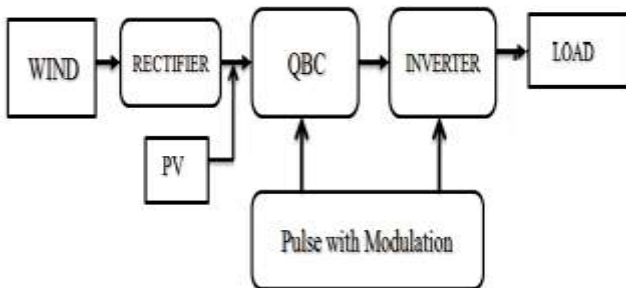 WIND
RECTIFIER
QBC
INVERTER
LOAD
PV
Pulse with Modulation